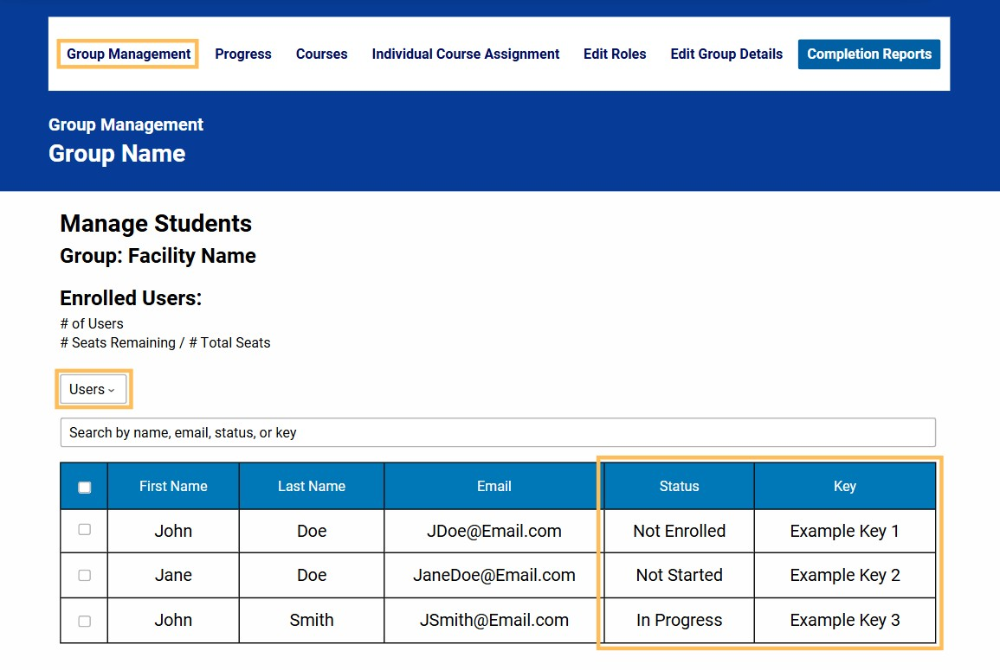 Group Management Progress Courses Individual Course Assignment Edit Roles Edit Group Details Completion Reports
Group Management
Group Name
Manage Students
Group: Facility Name
Enrolled Users:
# of Users
# Seats Remaining / # Total Seats
Users
Search by name, email, status, or key
First Name Last Name Email Status Key
John Doe JDoe@Email.com Not Enrolled Example Key 1
Jane Doe JaneDoe@Email.com Not Started Example Key 2
John Smith JSmith@Email.com In Progress Example Key 3